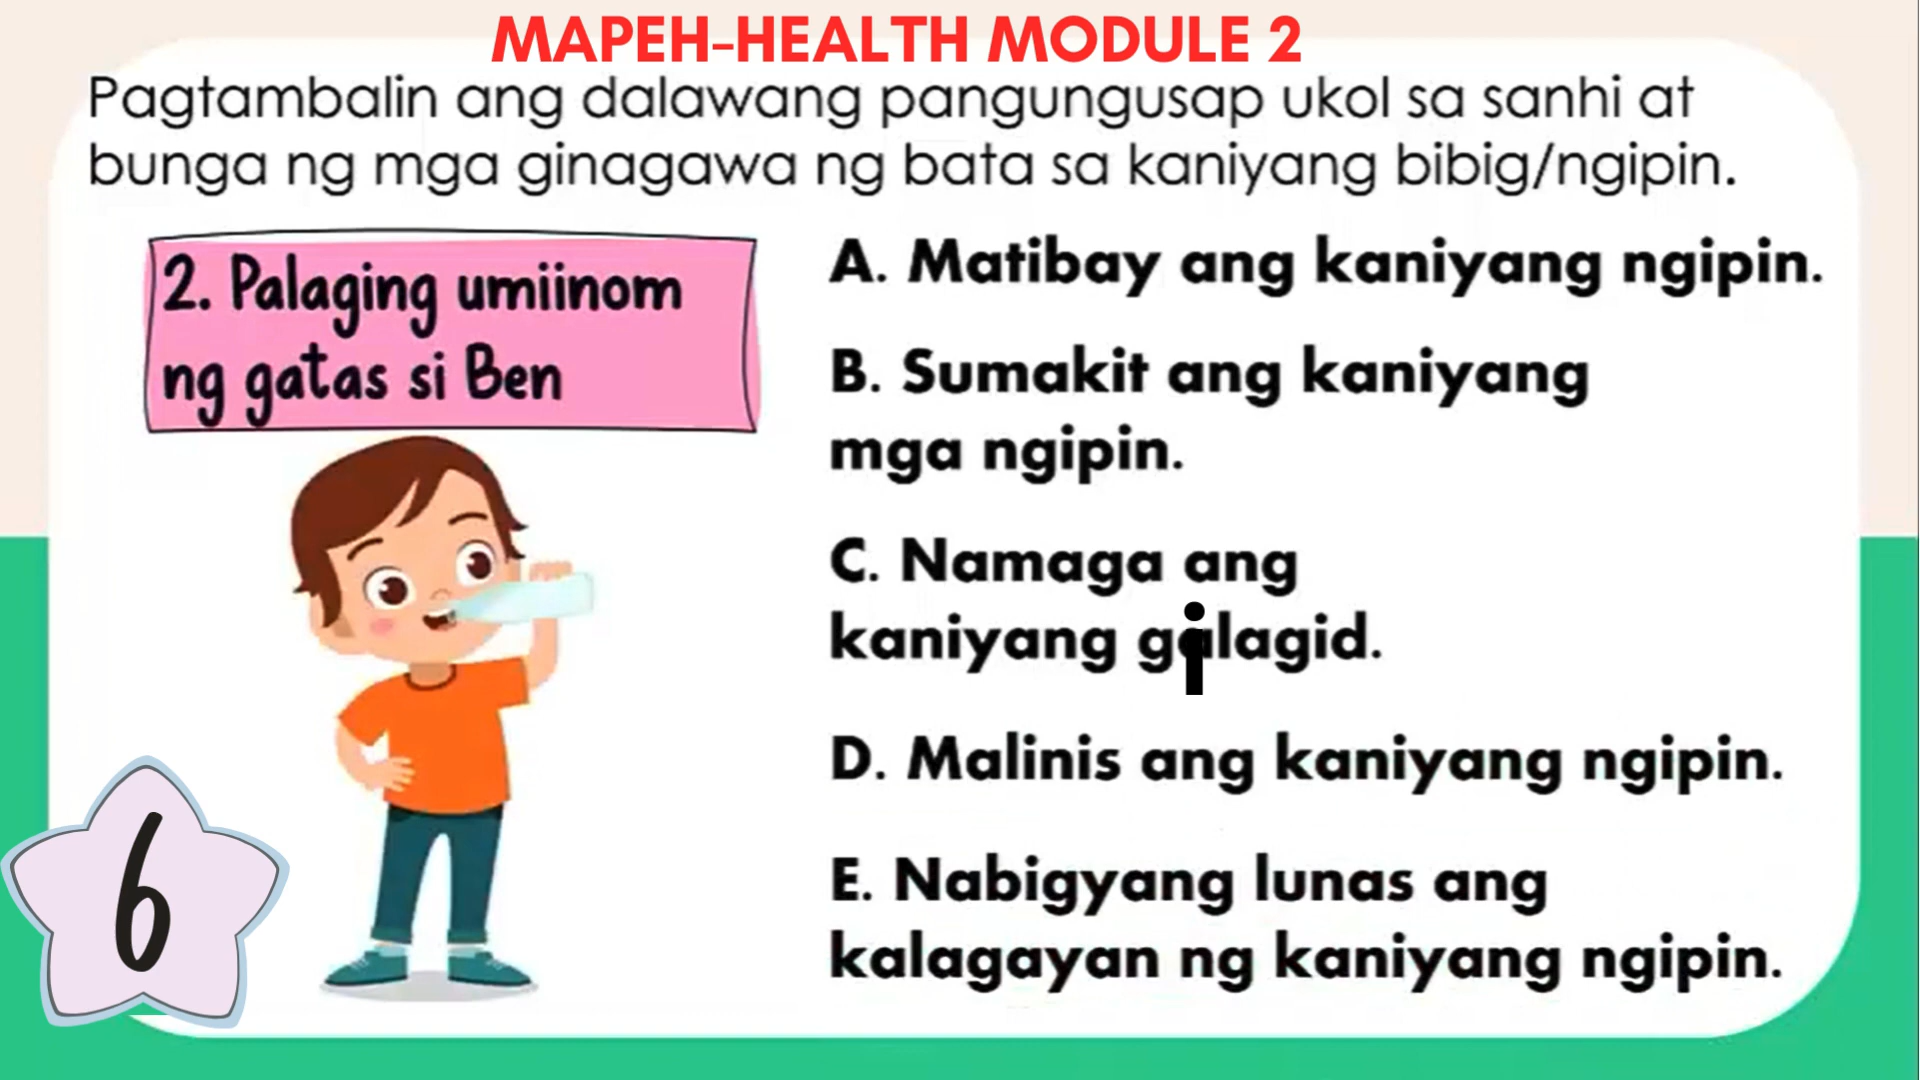 MAPEH-HEALTH MODULE 2
Pagtambalin ang dalawang pangungusap ukol sa sanhi at
bunga ng mga ginagawa ng bata sa kaniyang bibig/ngipin.
2. Palaging umiinom
ng gatas si Ben
A. Matibay ang kaniyang ngipin.
B. Sumakit ang kaniyang
mga ngipin.
C. Namaga ang
kaniyang galagid.
i
D. Malinis ang kaniyang ngipin.
E. Nabigyang lunas ang
kalagayan ng kaniyang ngipin.
6